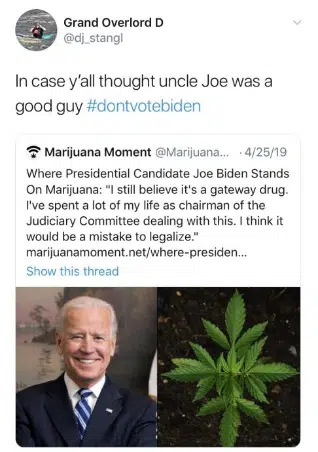 Grand Overlord D
@dj_stangl
In case y'all thought uncle Joe was a
good guy #dontvotebiden
Marijuana Moment @Marijuana... · 4/25/19
Where Presidential Candidate Joe Biden Stands
On Marijuana: "I still believe it's a gateway drug.
I've spent a lot of my life as chairman of the
Judiciary Committee dealing with this. I think it
would be a mistake to legalize."
marijuanamoment.net/where-presiden...
Show this thread